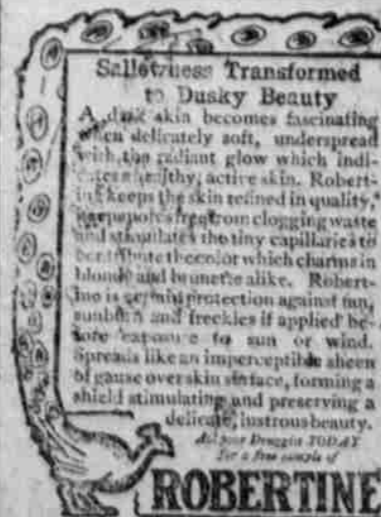 Sallowness Transformed
to Dusky Beauty
A dusk skin becomes fascinating
when delicately soft, underspread
with the radiant glow which indi-
cates a healthy, active skin. Robert-
ine keeps the skin refined in quality,
keeps pores free from clogging waste
and stimulates the tiny capillaries to
contribute the color which charms in
blonde and brunette alike. Robert-
ine is certain protection against tan,
sunburn and freckles if applied be-
fore exposure to sun or wind.
Spreads like an imperceptible sheen
of gauze over skin surface, forming a
shield stimulating and preserving a
delicate, lustrous beauty.
Ask your Druggist TODAY
for a free sample of
ROBERTINE